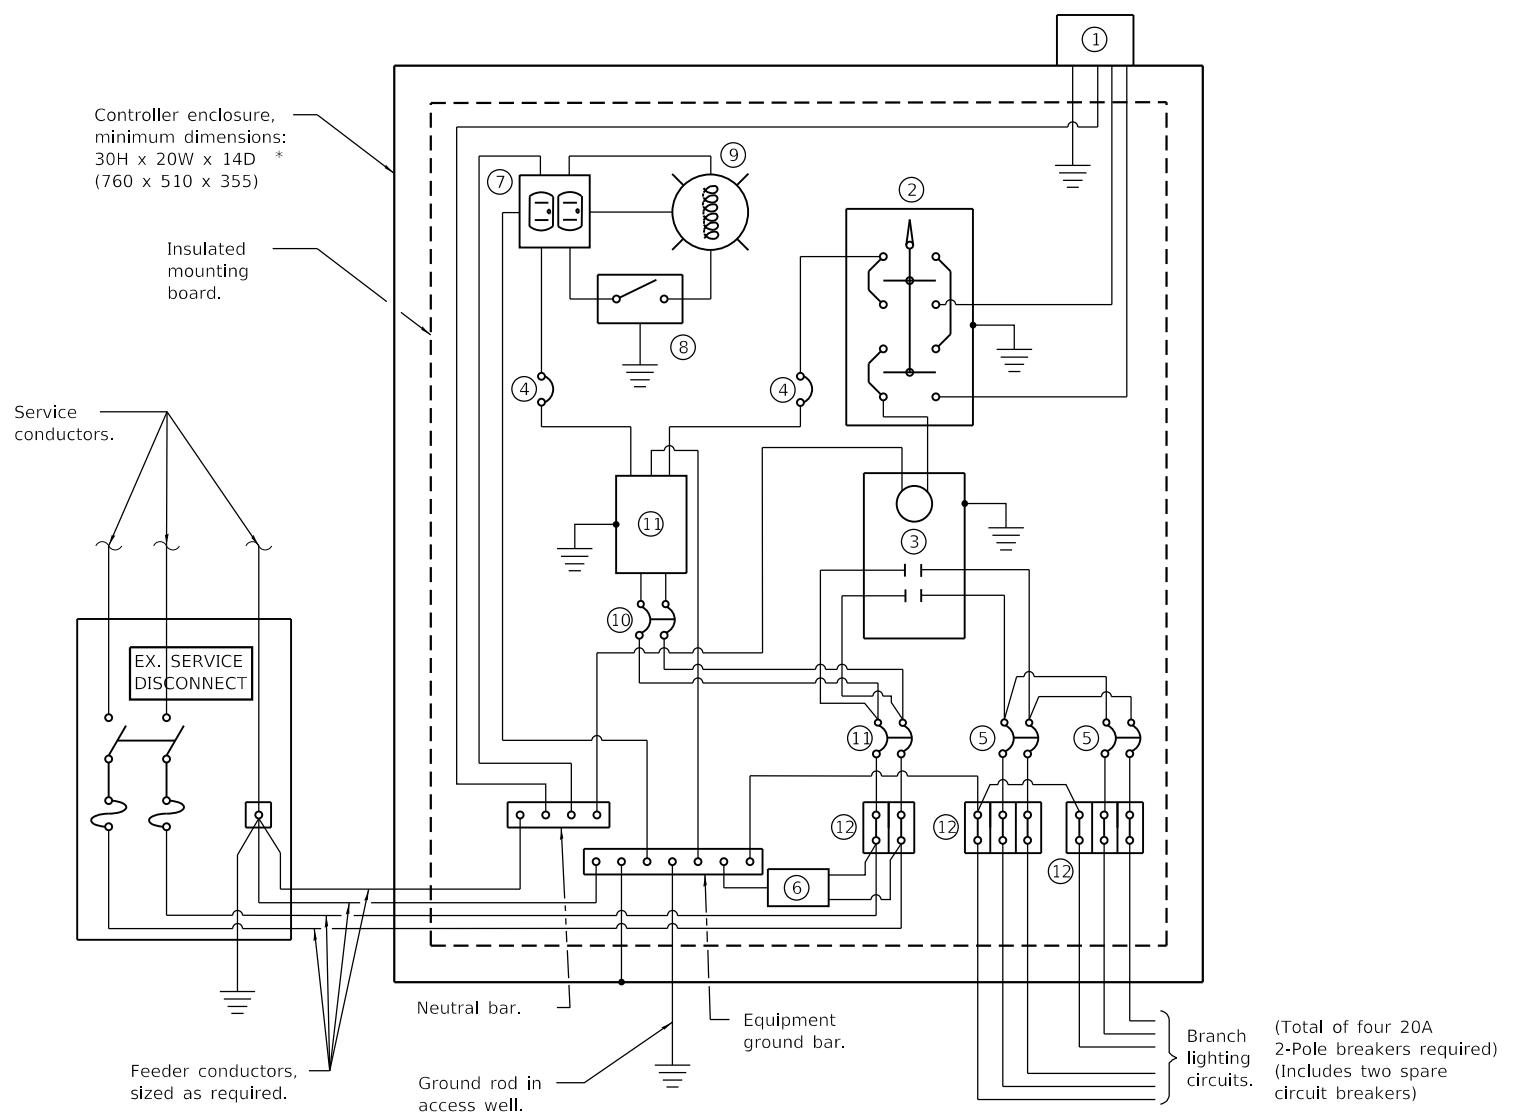 1
Controller enclosure,
minimum dimensions:
30H x 20W x 14D *
(760 x 510 x 355)
9
7
2
Insulated
mounting
board.
8
4
4
Service
conductors.
11
3
10
EX. SERVICE
DISCONNECT
11
5
5
12
12
12
6
Neutral bar.
Equipment
ground bar.
Feeder conductors,
sized as required.
Ground rod in
access well.
Branch
lighting
circuits.
(Total of four 20A
2-Pole breakers required)
(Includes two spare
circuit breakers)